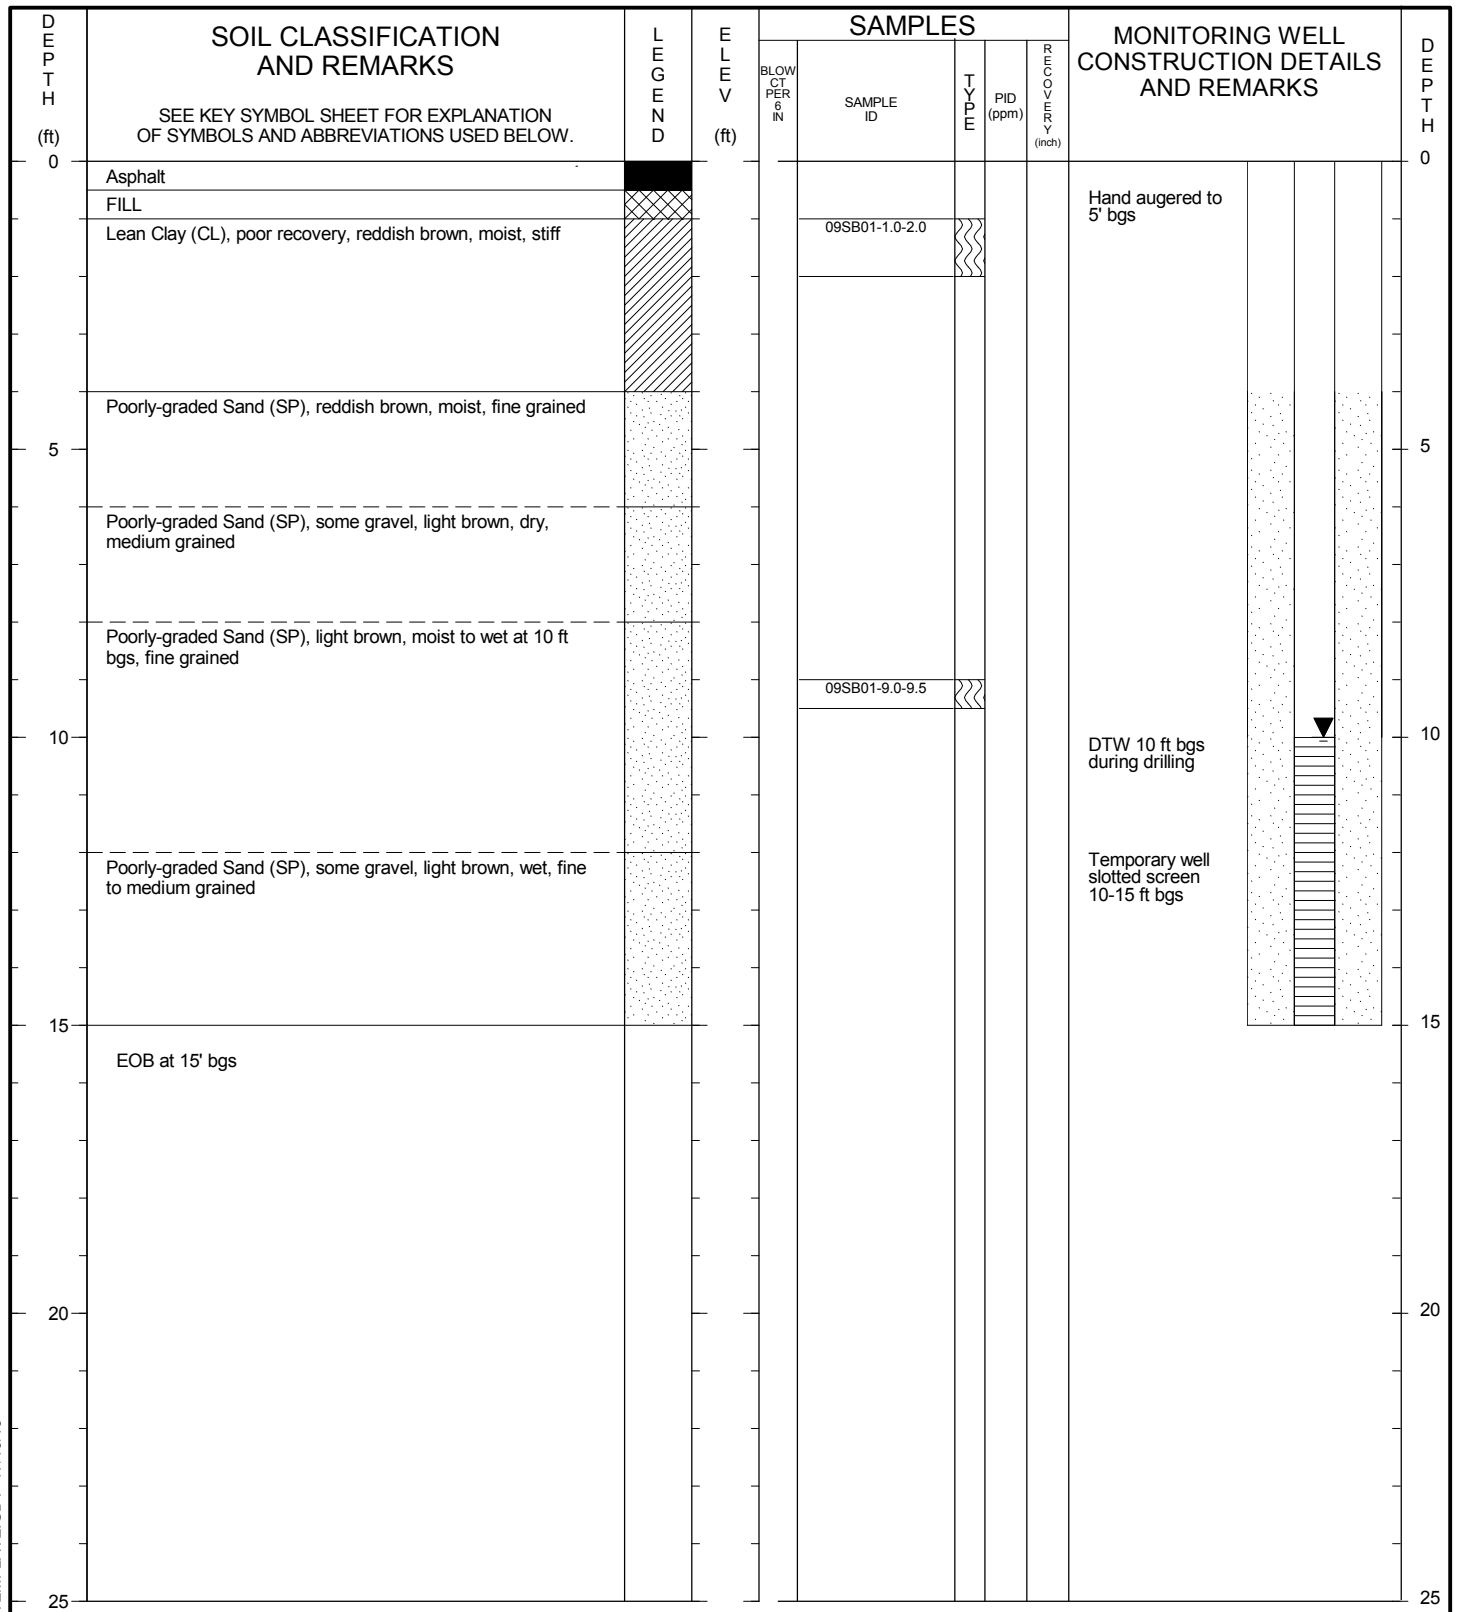 DEPTH
(ft)
SOIL CLASSIFICATION
AND REMARKS
SEE KEY SYMBOL SHEET FOR EXPLANATION
OF SYMBOLS AND ABBREVIATIONS USED BELOW.
LEGEND
ELEV
(ft)
SAMPLES
BLOW
CT
PER
6
IN
SAMPLE
ID
TYPE
PID
(ppm)
RECOVERY
(inch)
MONITORING WELL
CONSTRUCTION DETAILS
AND REMARKS
DEPTH
0
0
Asphalt
FILL
Hand augered to
5' bgs
Lean Clay (CL), poor recovery, reddish brown, moist, stiff
09SB01-1.0-2.0
Poorly-graded Sand (SP), reddish brown, moist, fine grained
5
5
Poorly-graded Sand (SP), some gravel, light brown, dry,
medium grained
Poorly-graded Sand (SP), light brown, moist to wet at 10 ft
bgs, fine grained
09SB01-9.0-9.5
10
10
DTW 10 ft bgs
during drilling
Poorly-graded Sand (SP), some gravel, light brown, wet, fine
to medium grained
Temporary well
slotted screen
10-15 ft bgs
15
15
EOB at 15' bgs
20
20
25
25